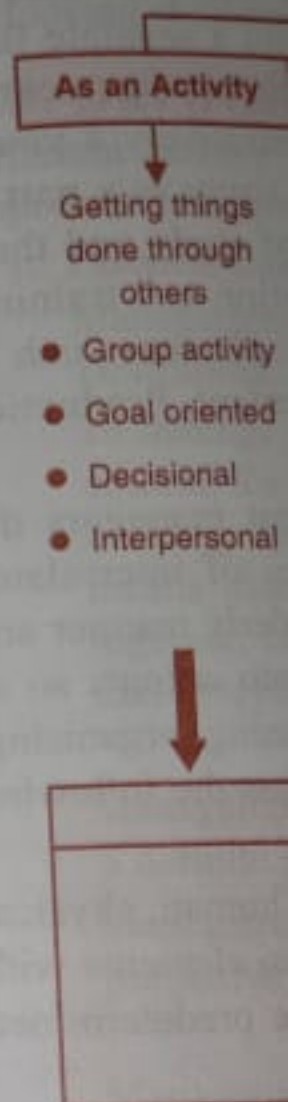 As an Activity
Getting things
done through
others
● Group activity
● Goal oriented
● Decisional
● Interpersonal